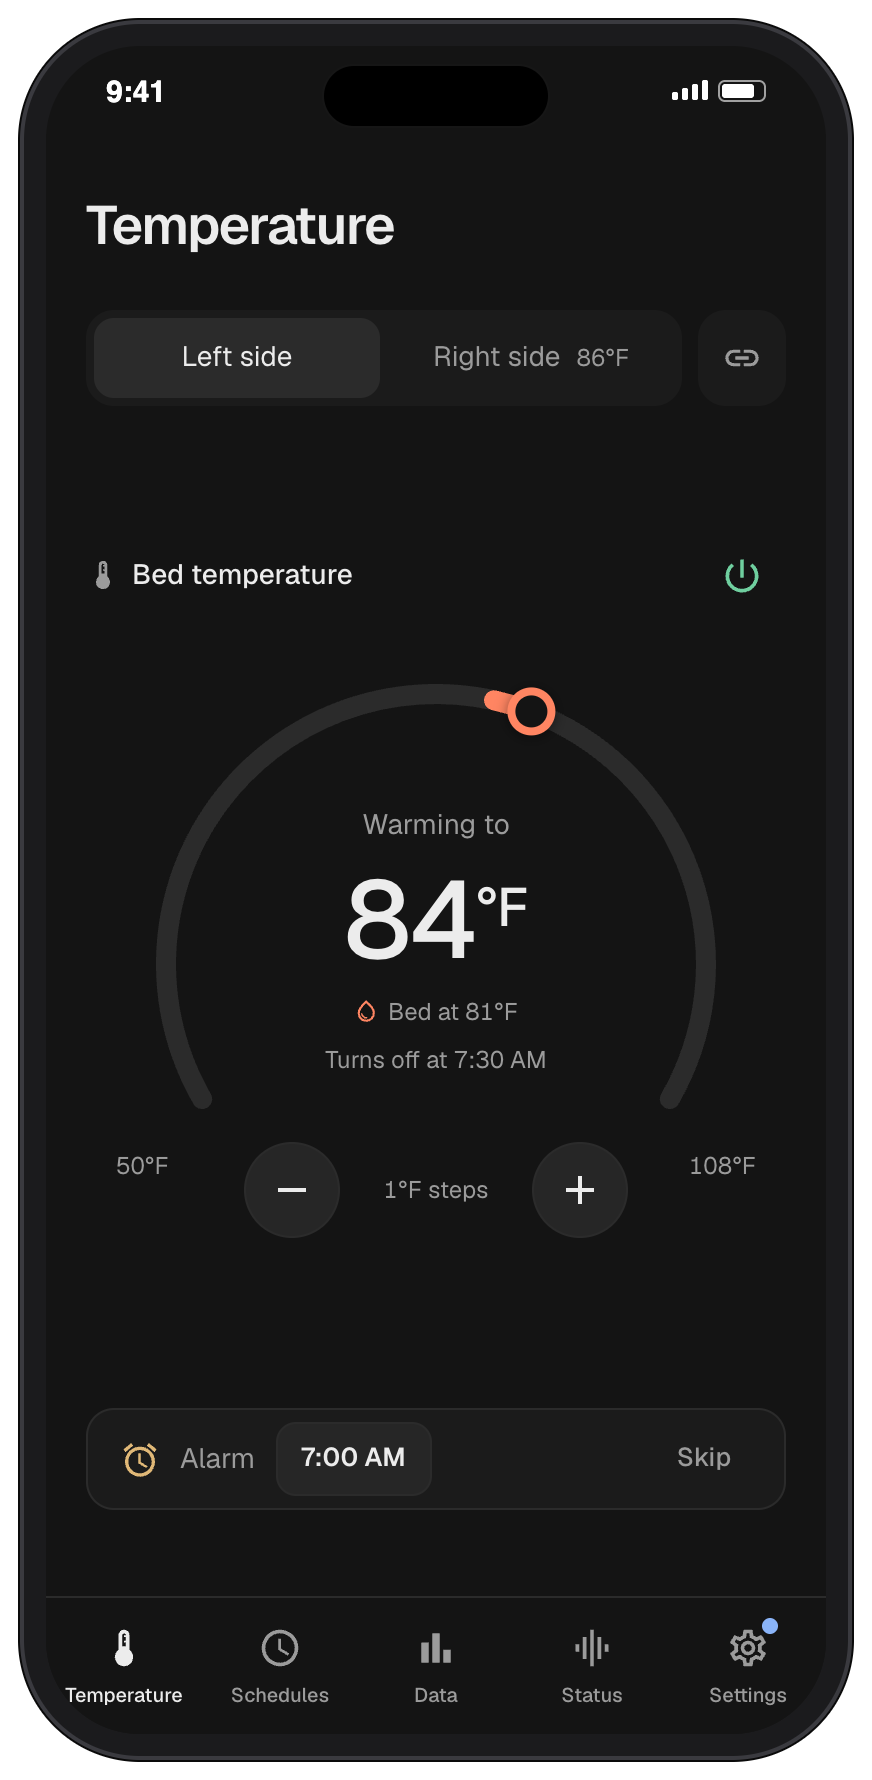 9:41
Temperature
Left side
Right side 86°F
Bed temperature
Warming to
84°F
Bed at 81°F
Turns off at 7:30 AM
50°F
1°F steps
108°F
Alarm 7:00 AM Skip
Temperature Schedules Data Status Settings